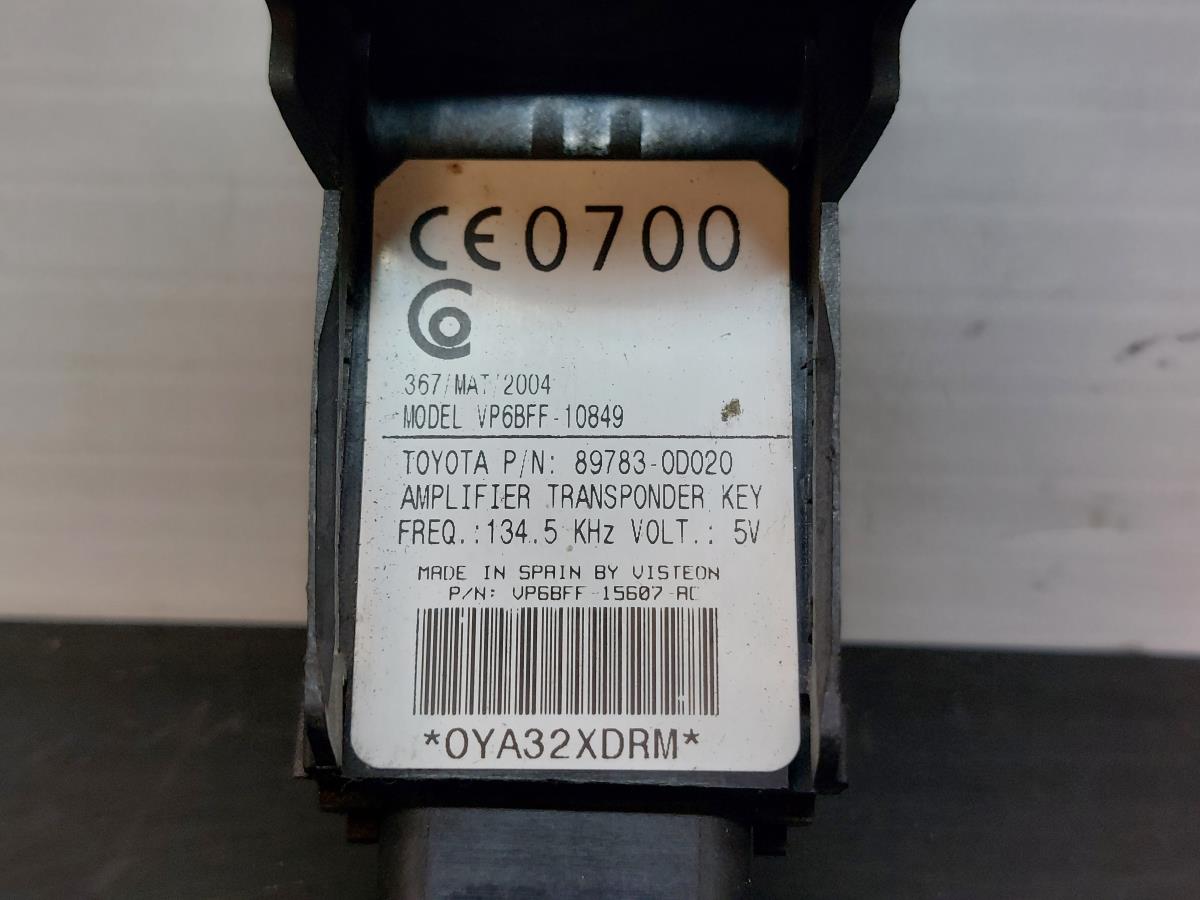 CE0700
367/MAT/2004
MODEL VP6BFF-10849
TOYOTA P/N: 89783-0D020
AMPLIFIER TRANSPONDER KEY
FREQ.:134.5 KHz VOLT.: 5V
MADE IN SPAIN BY VISTEON
P/N: VP6BFF-15607-AC
*OYA32XDRM*